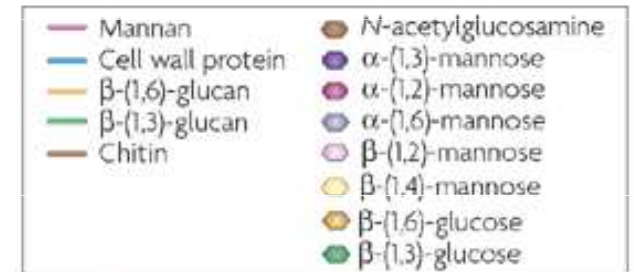 Mannan
Cell wall protein
β-(1,6)-glucan
β-(1,3)-glucan
Chitin
N-acetylglucosamine
α-(1,3)-mannose
α-(1,2)-mannose
α-(1,6)-mannose
β-(1,2)-mannose
β-(1,4)-mannose
β-(1,6)-glucose
β-(1,3)-glucose